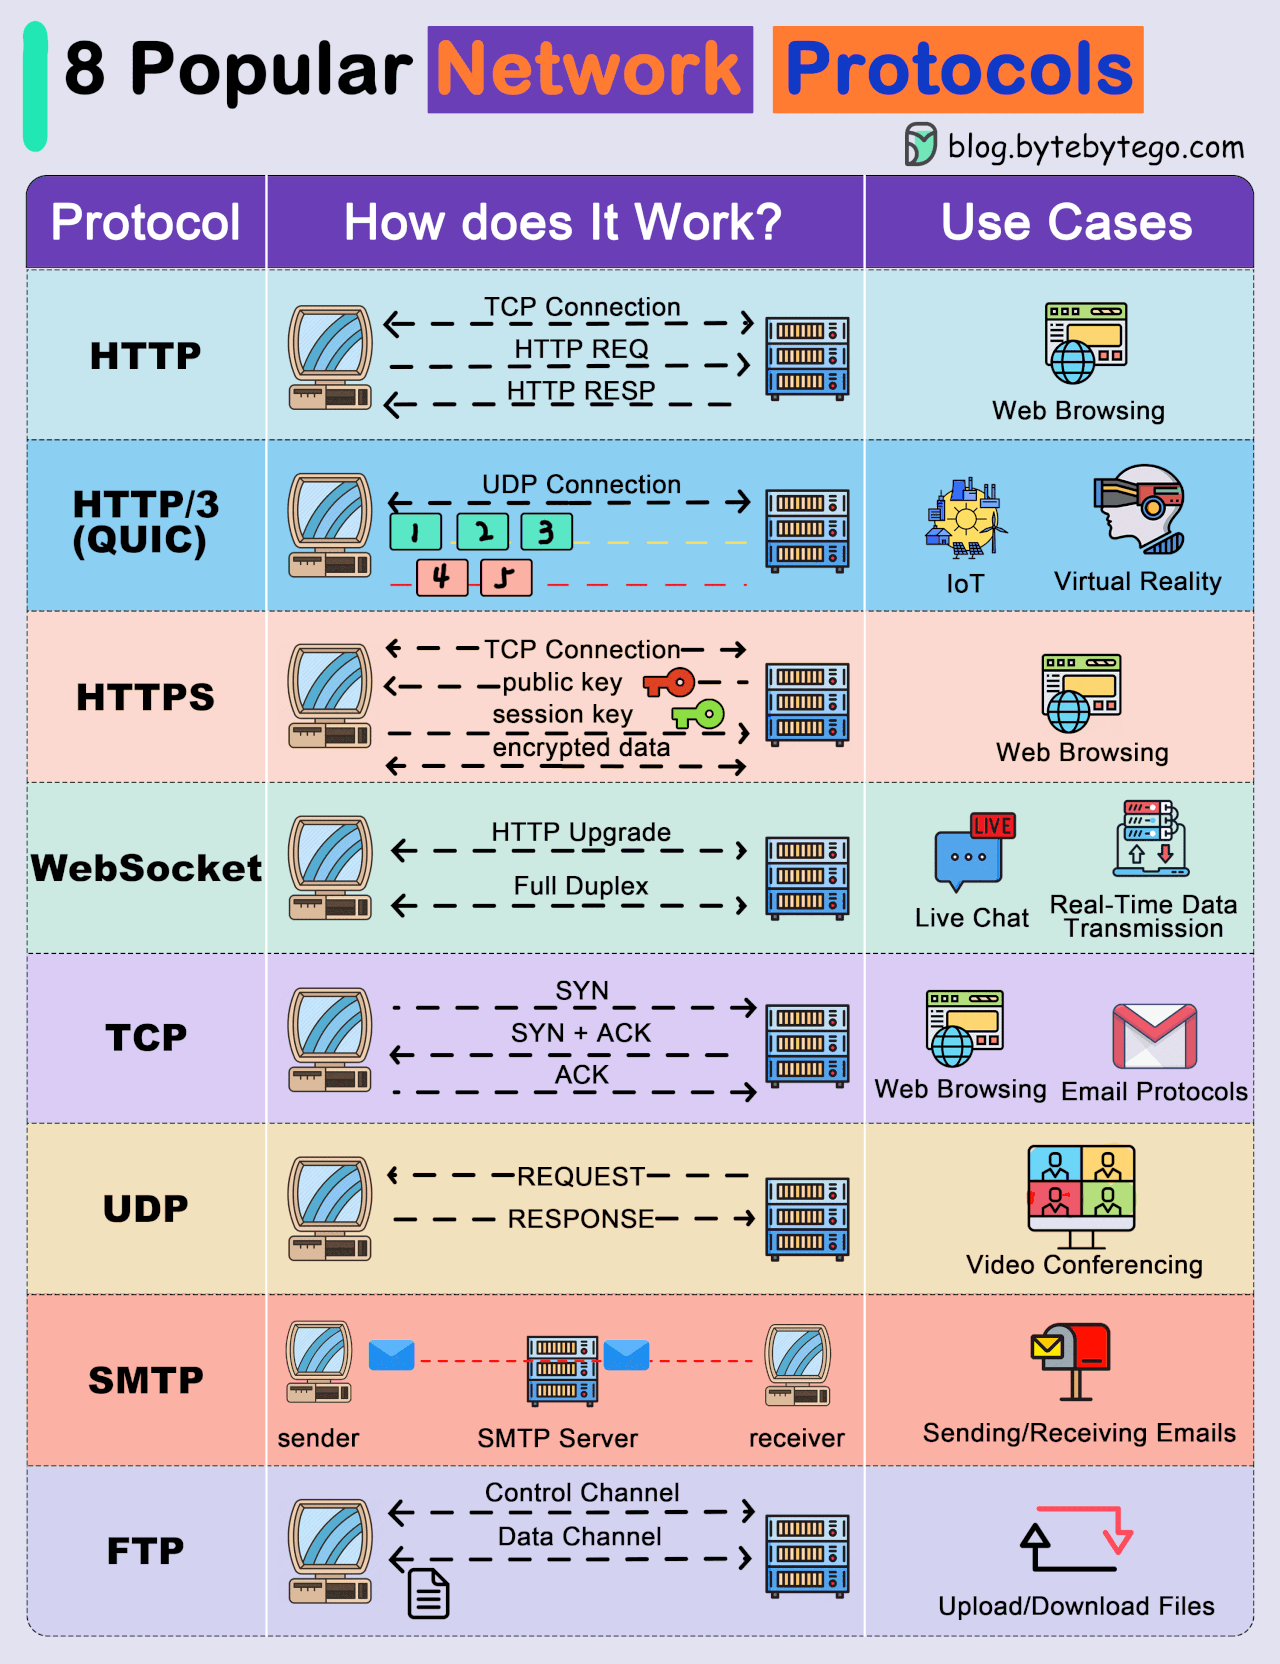 8 Popular Network Protocols
blog.bytebytego.com
Protocol
How does It Work?
Use Cases
HTTP
TCP Connection
HTTP REQ
HTTP RESP
Web Browsing
HTTP/3
(QUIC)
UDP Connection
1 2 3
4 5
IoT
Virtual Reality
HTTPS
TCP Connection
public key
session key
encrypted data
Web Browsing
WebSocket
HTTP Upgrade
Full Duplex
LIVE
Live Chat
Real-Time Data
Transmission
TCP
SYN
SYN + ACK
ACK
Web Browsing
Email Protocols
UDP
REQUEST
RESPONSE
Video Conferencing
SMTP
sender
SMTP Server
receiver
Sending/Receiving Emails
FTP
Control Channel
Data Channel
Upload/Download Files